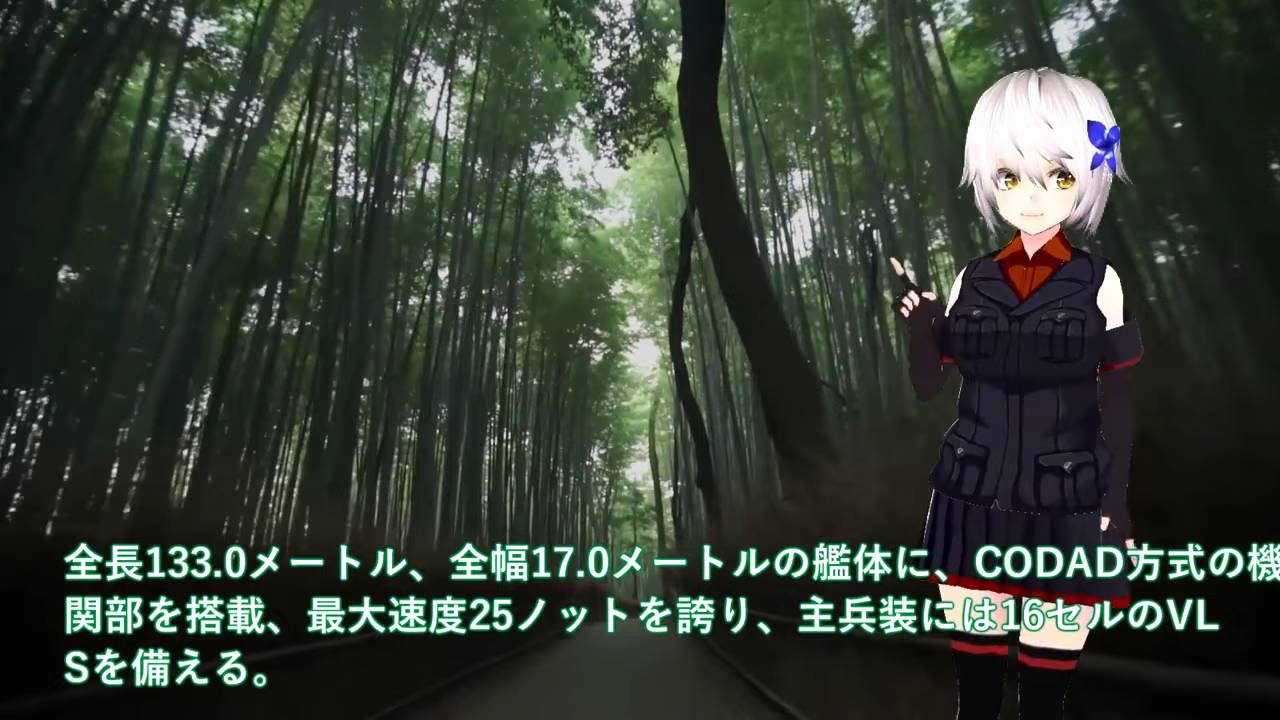 全長133.0メートル、全幅17.0メートルの艦体に、CODAD方式の機
関部を搭載、最大速度25ノットを誇り、主兵装には16セルのVL
Sを備える。